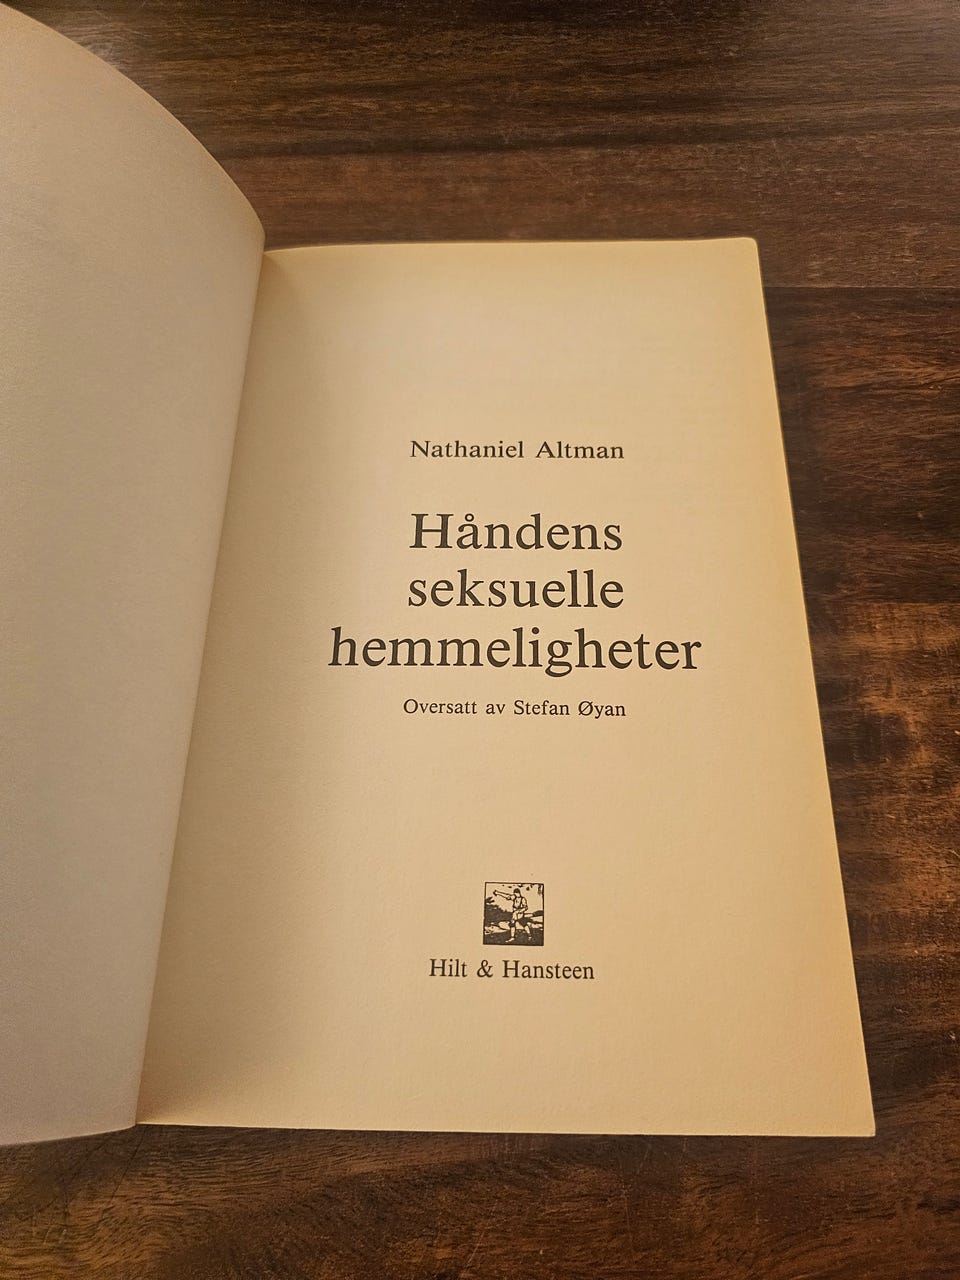 Nathaniel Altman
Håndens
seksuelle
hemmeligheter
Oversatt av Stefan Øyan
Hilt & Hansteen